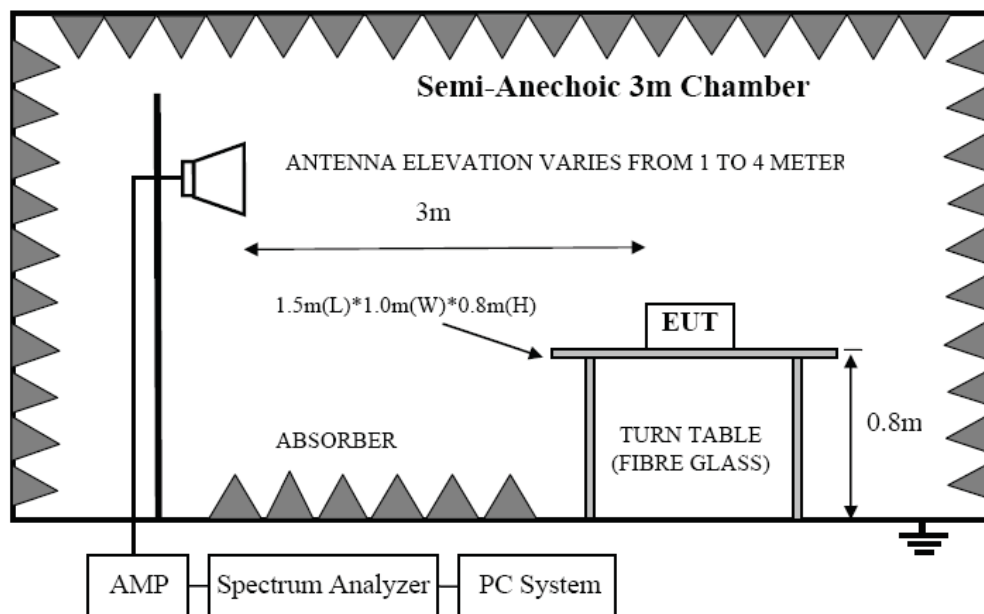 Semi-Anechoic 3m Chamber
ANTENNA ELEVATION VARIES FROM 1 TO 4 METER
3m
1.5m(L)*1.0m(W)*0.8m(H)
EUT
0.8m
ABSORBER
TURN TABLE
(FIBRE GLASS)
AMP
Spectrum Analyzer
PC System